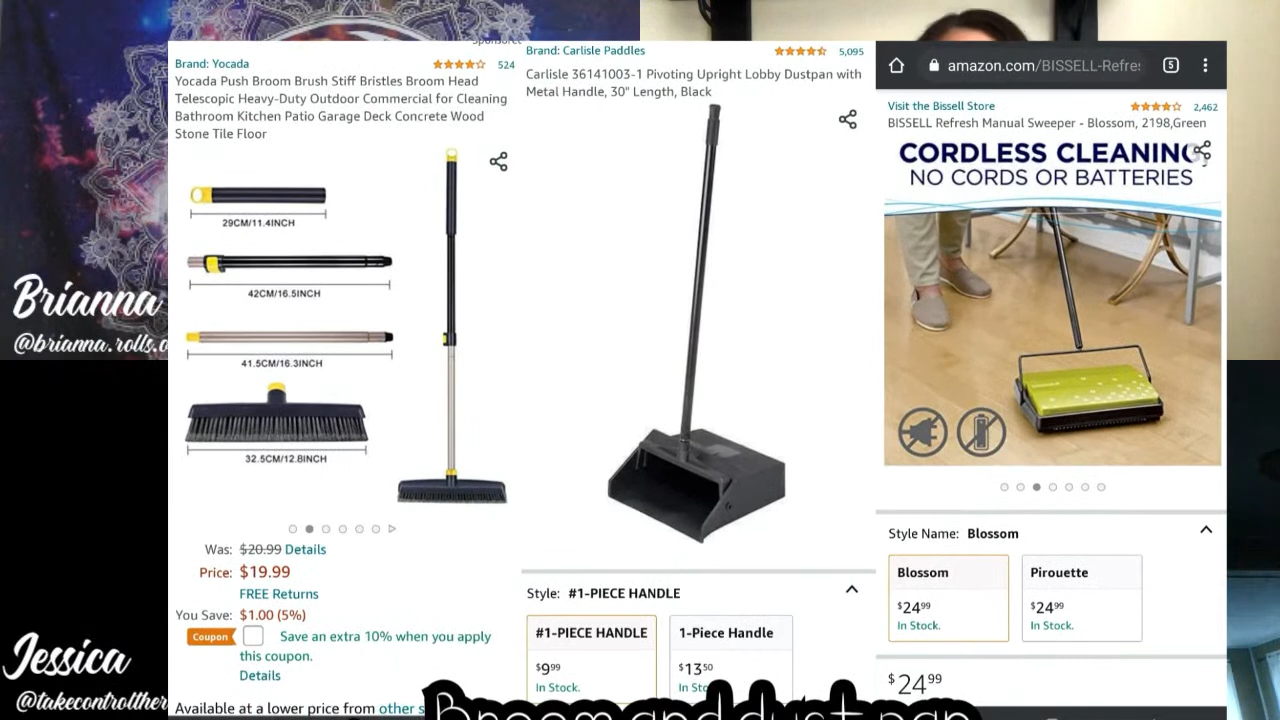 Brand: Yocada
524
Yocada Push Broom Brush Stiff Bristles Broom Head
Telescopic Heavy-Duty Outdoor Commercial for Cleaning
Bathroom Kitchen Patio Garage Deck Concrete Wood
Stone Tile Floor
29CM/11.4INCH
42CM/16.5INCH
41.5CM/16.3INCH
32.5CM/12.8INCH
Was: $20.99 Details
Price: $19.99
FREE Returns
You Save: $1.00 (5%)
Coupon Save an extra 10% when you apply
this coupon.
Details
Available at a lower price from other s
Brand: Carlisle Paddles
5,095
Carlisle 36141003-1 Pivoting Upright Lobby Dustpan with
Metal Handle, 30" Length, Black
Style: #1-PIECE HANDLE
#1-PIECE HANDLE
$9.99
In Stock.
1-Piece Handle
$13.50
In Sto
amazon.com/BISSELL-Refre
5
Visit the Bissell Store
2,462
BISSELL Refresh Manual Sweeper - Blossom, 2198,Green
CORDLESS CLEANING
NO CORDS OR BATTERIES
Style Name: Blossom
Blossom
$24.99
In Stock.
Pirouette
$24.99
In Stock.
$24.99
Brianna
@brianna.rolls.o
Jessica
@takecontrolther
Broom and dust pan